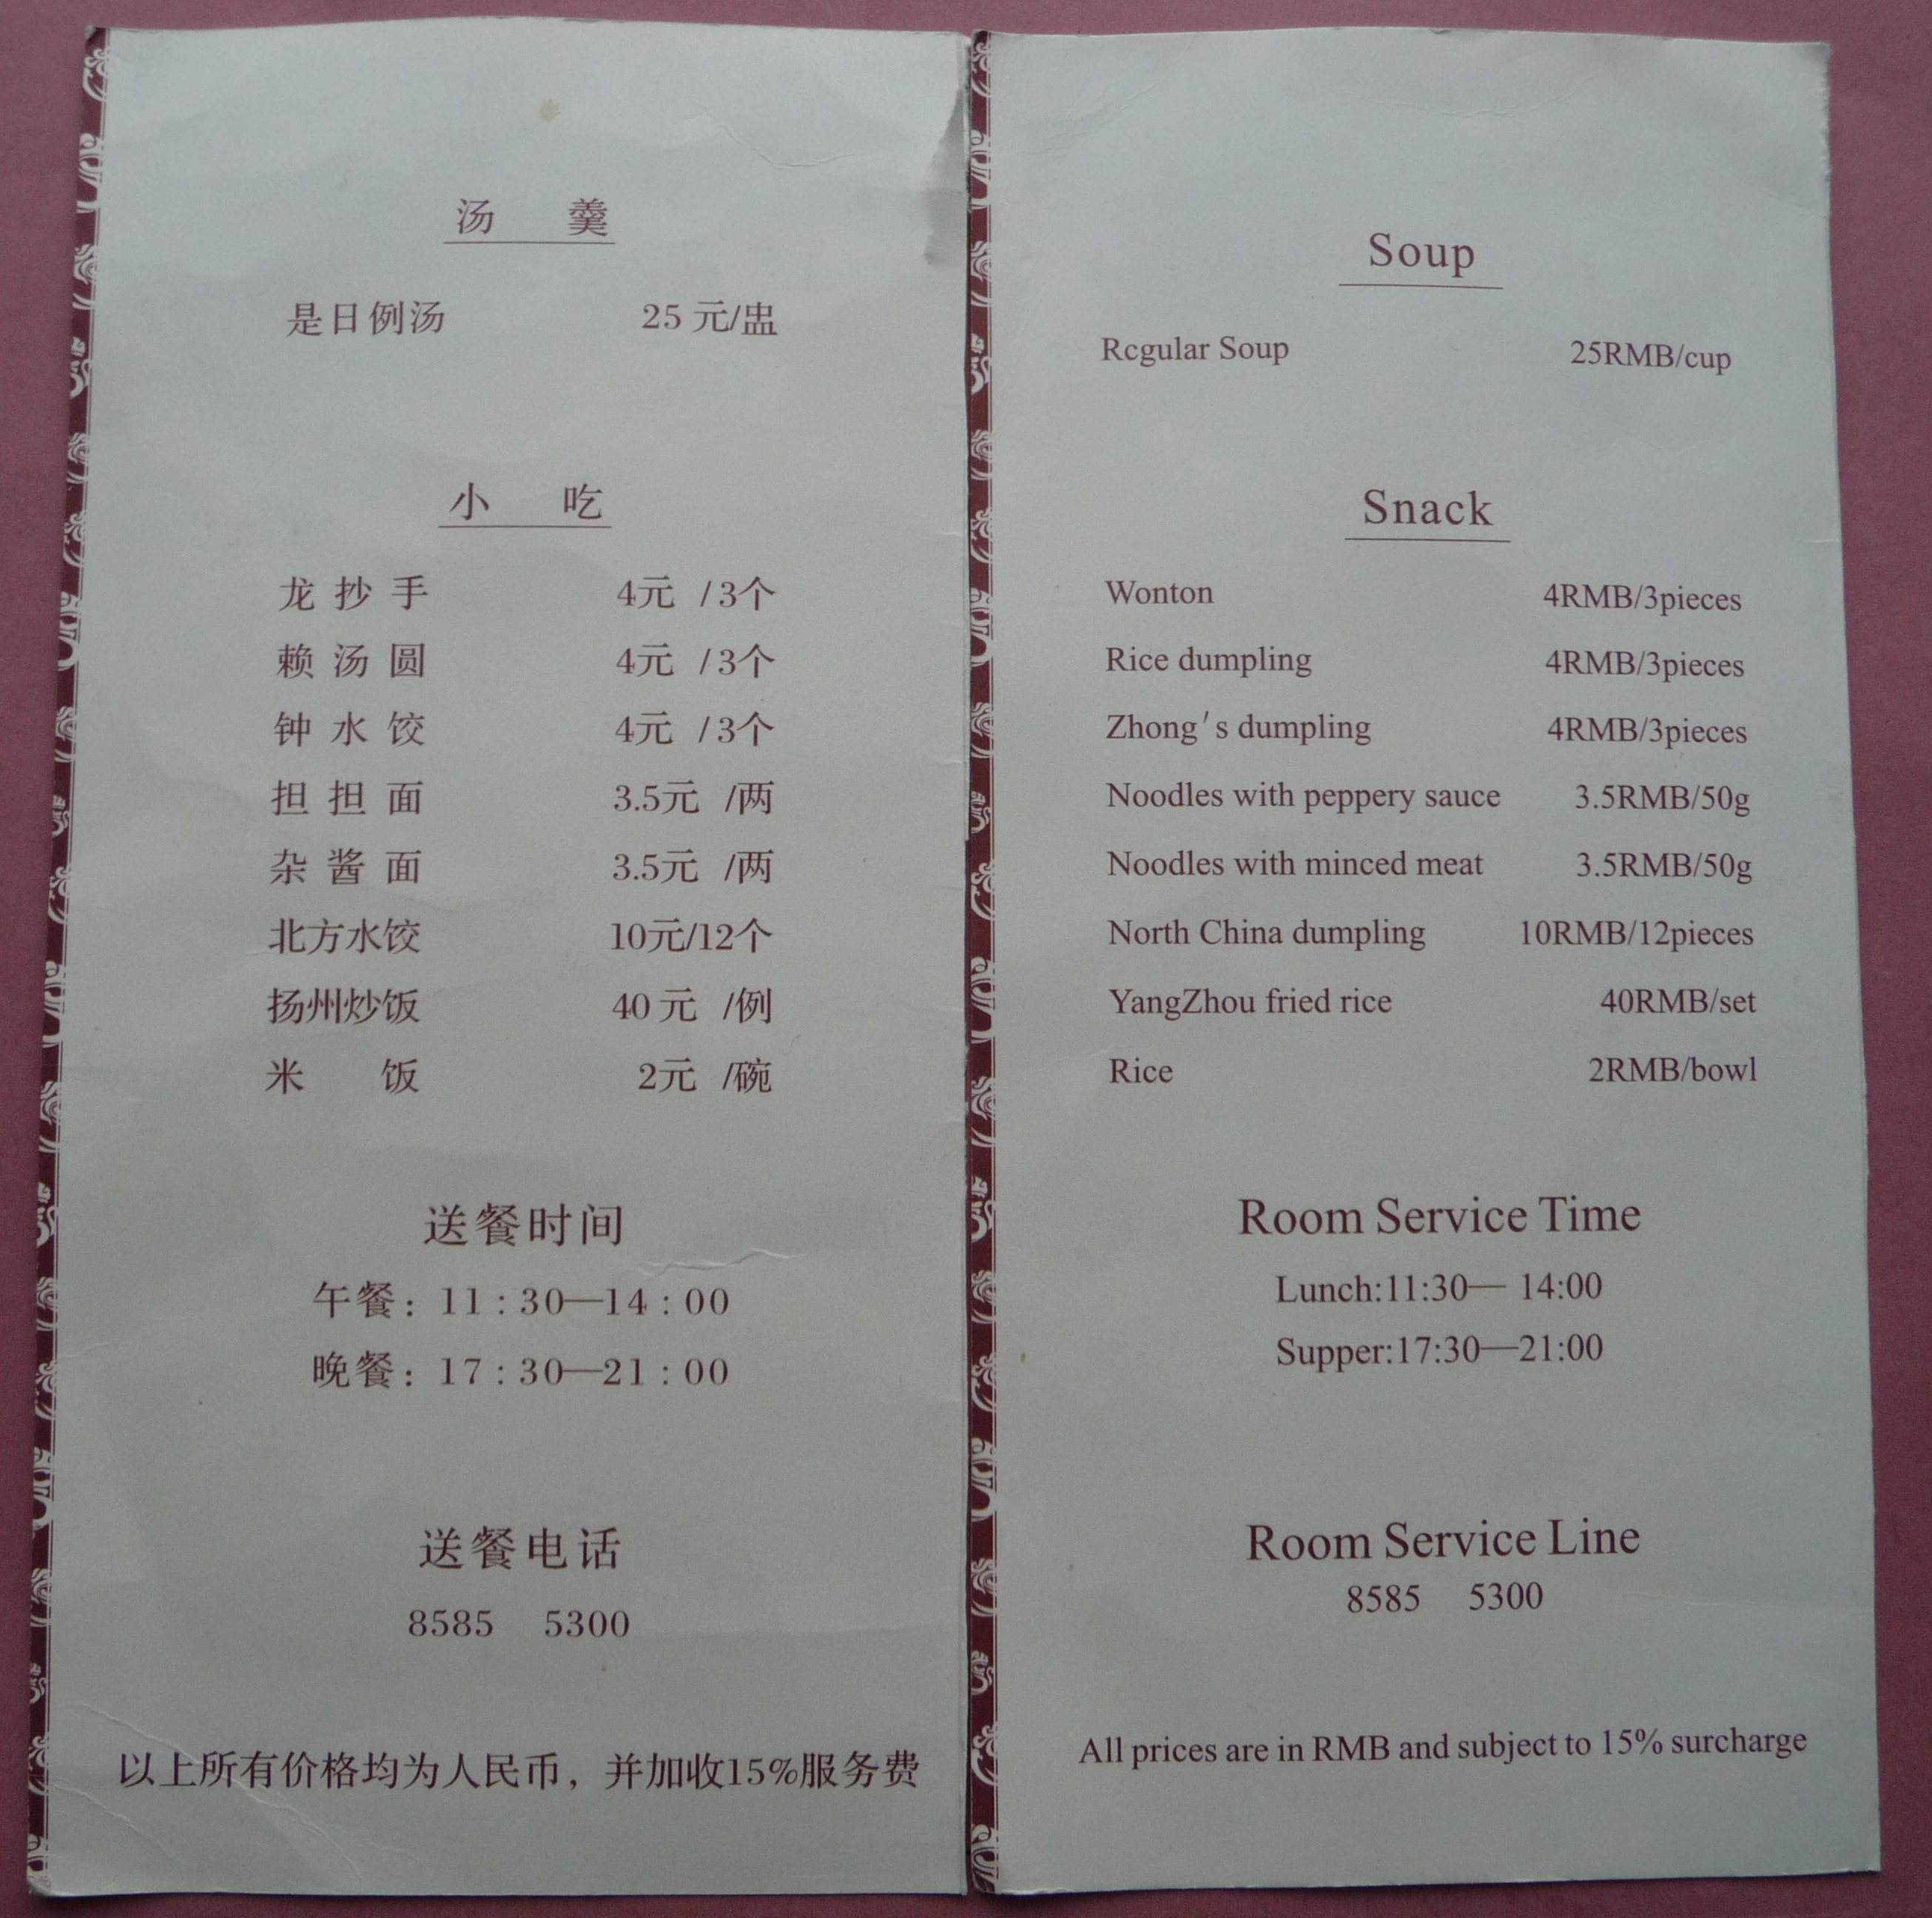 汤 羹
是日例汤 25 元/盅
小 吃
龙 抄 手 4元 /3个
赖 汤 圆 4元 /3个
钟 水 饺 4元 /3个
担 担 面 3.5元 /两
杂 酱 面 3.5元 /两
北方水饺 10元/12个
扬州炒饭 40 元 /例
米 饭 2元 /碗
送餐时间
午餐：11：30—14：00
晚餐：17：30—21：00
送餐电话
8585 5300
以上所有价格均为人民币，并加收15%服务费
Soup
Rcgular Soup 25RMB/cup
Snack
Wonton 4RMB/3pieces
Rice dumpling 4RMB/3pieces
Zhong's dumpling 4RMB/3pieces
Noodles with peppery sauce 3.5RMB/50g
Noodles with minced meat 3.5RMB/50g
North China dumpling 10RMB/12pieces
YangZhou fried rice 40RMB/set
Rice 2RMB/bowl
Room Service Time
Lunch:11:30— 14:00
Supper:17:30—21:00
Room Service Line
8585 5300
All prices are in RMB and subject to 15% surcharge